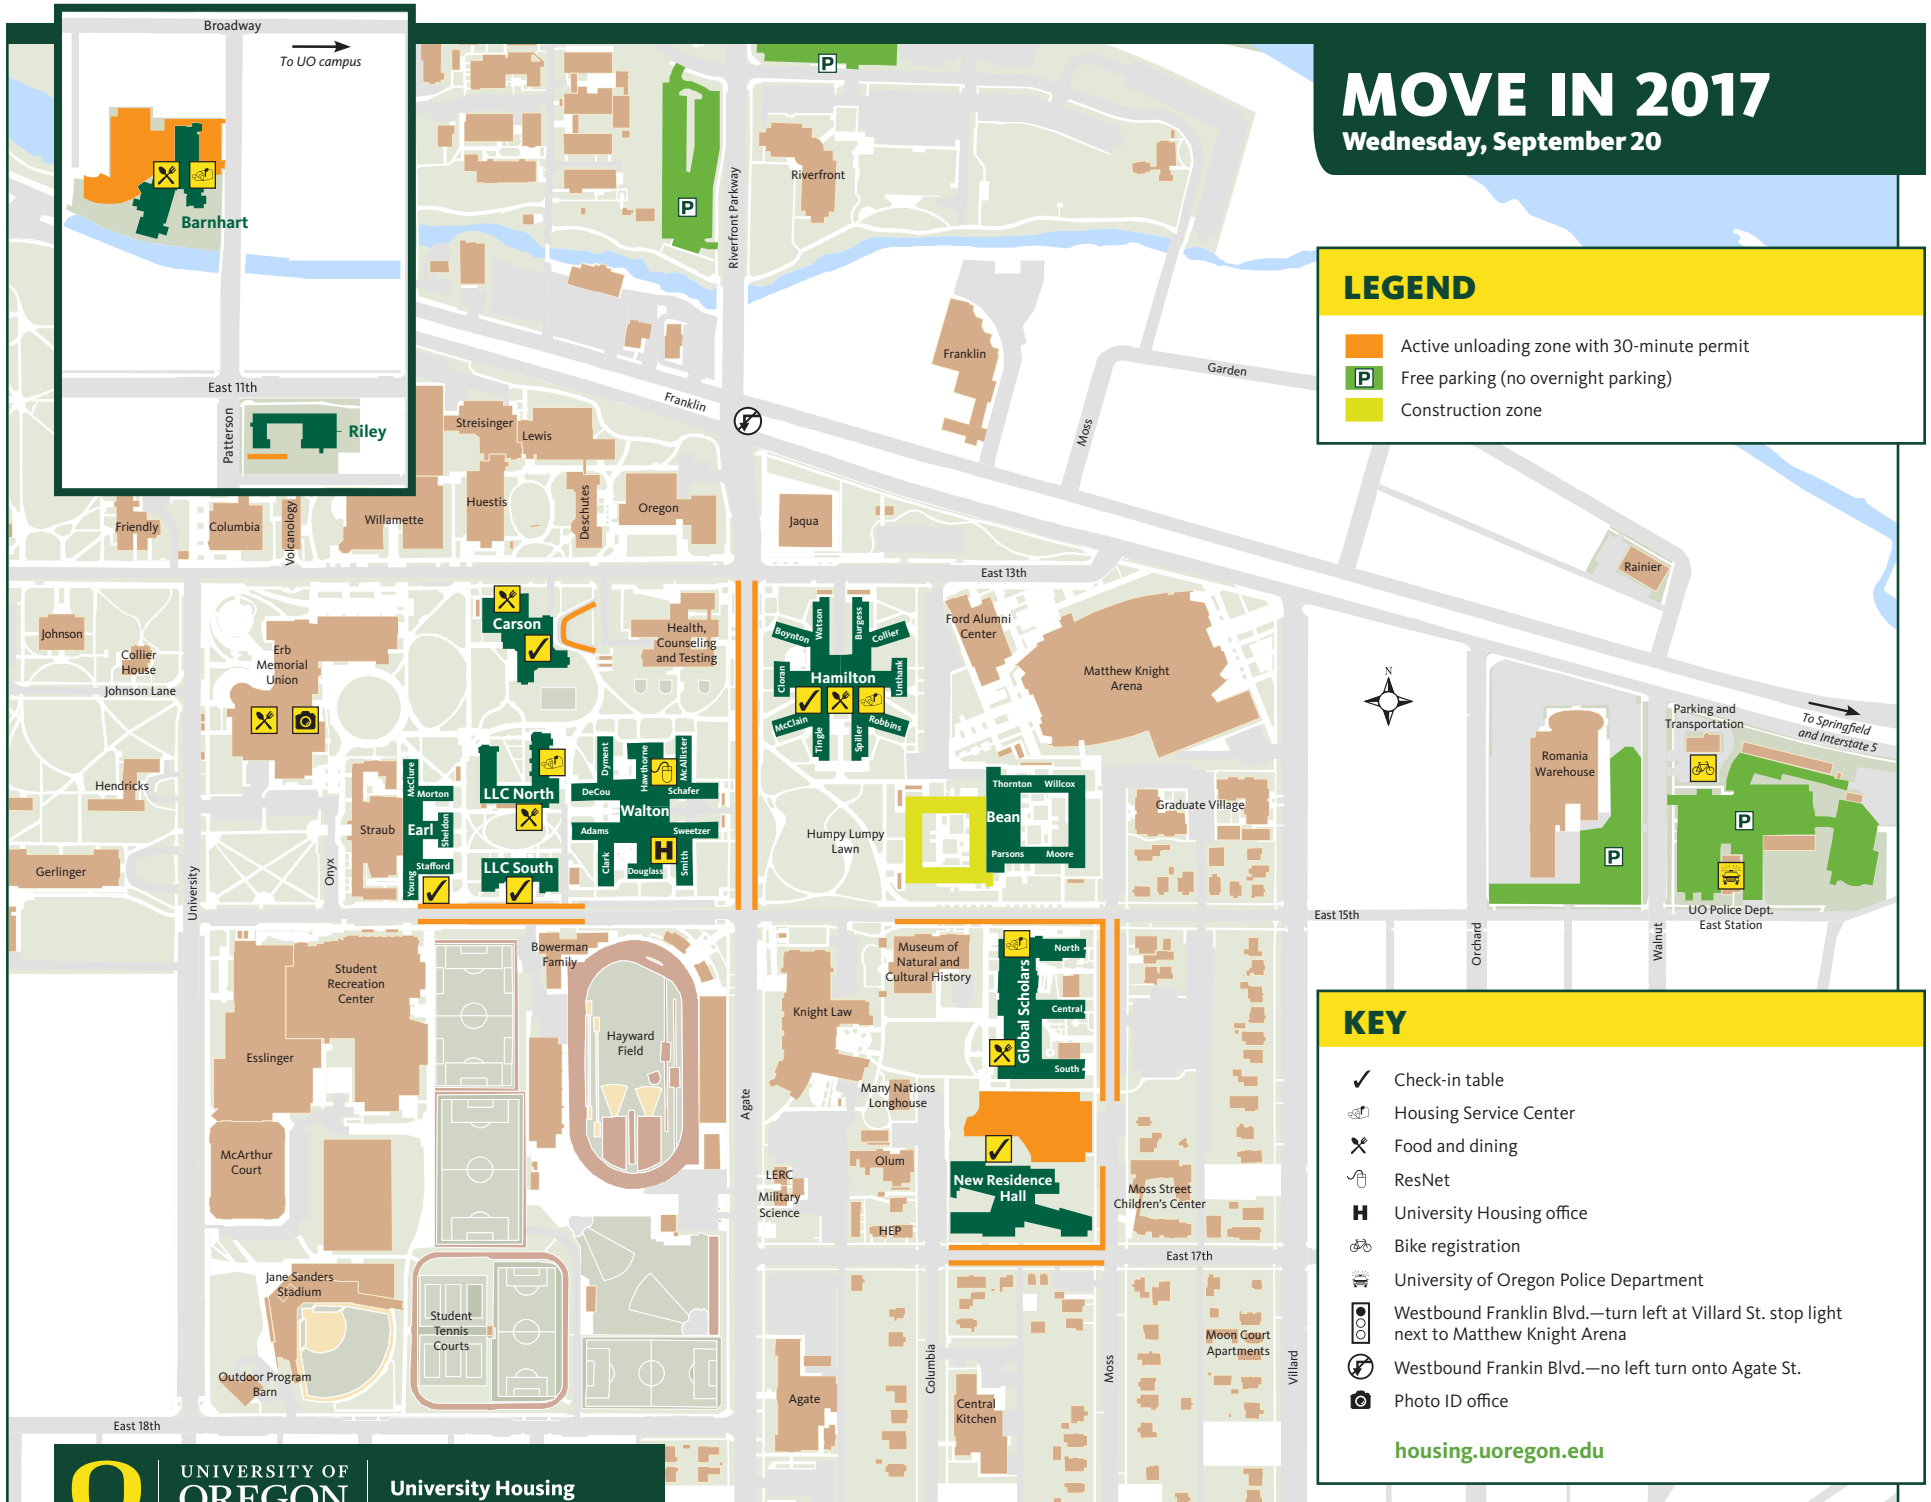 MOVE IN 2017
Wednesday, September 20
Broadway
To UO campus
Barnhart
East 11th
Patterson
Riley
LEGEND
Active unloading zone with 30-minute permit
P Free parking (no overnight parking)
Construction zone
P
P
Riverfront Parkway
Riverfront
Franklin
Franklin
Garden
Moss
Streisinger
Lewis
Huestis
Deschutes
Oregon
Jaqua
Friendly
Columbia
Volcanology
Willamette
Rainier
East 13th
Johnson
Collier
House
Johnson Lane
Erb
Memorial
Union
Carson
Health,
Counseling
and Testing
Boynton
Watson
Burgess
Collier
Cloran
Hamilton
Unthank
McClain
Tingle
Spiller
Robbins
Ford Alumni
Center
Matthew Knight
Arena
N
Parking and
Transportation
To Springfield
and Interstate 5
Romania
Warehouse
Hendricks
McClure
Morton
Earl
Sheldon
Stafford
Young
Straub
LLC North
LLC South
Dyment
Hawthorne
McAlister
DeCou
Schafer
Walton
Adams
Sweetzer
Clark
H
Douglass
Smith
Humpy Lumpy
Lawn
Thornton
Willcox
Bean
Parsons
Moore
Graduate Village
P
P
Gerlinger
University
Onyx
East 15th
Orchard
Walnut
UO Police Dept.
East Station
Student
Recreation
Center
Esslinger
Bowerman
Family
Hayward
Field
Agate
Knight Law
Museum of
Natural and
Cultural History
Global Scholars
North
Central
South
Many Nations
Longhouse
McArthur
Court
LERC
Military
Science
Olum
HEP
New Residence
Hall
Moss Street
Children's Center
East 17th
Jane Sanders
Stadium
Student
Tennis
Courts
Outdoor Program
Barn
Agate
Columbia
Central
Kitchen
Moss
Moon Court
Apartments
Villard
East 18th
KEY
Check-in table
Housing Service Center
Food and dining
ResNet
H University Housing office
Bike registration
University of Oregon Police Department
Westbound Franklin Blvd.—turn left at Villard St. stop light
next to Matthew Knight Arena
Westbound Frankin Blvd.—no left turn onto Agate St.
Photo ID office
housing.uoregon.edu
O
UNIVERSITY OF
OREGON
University Housing